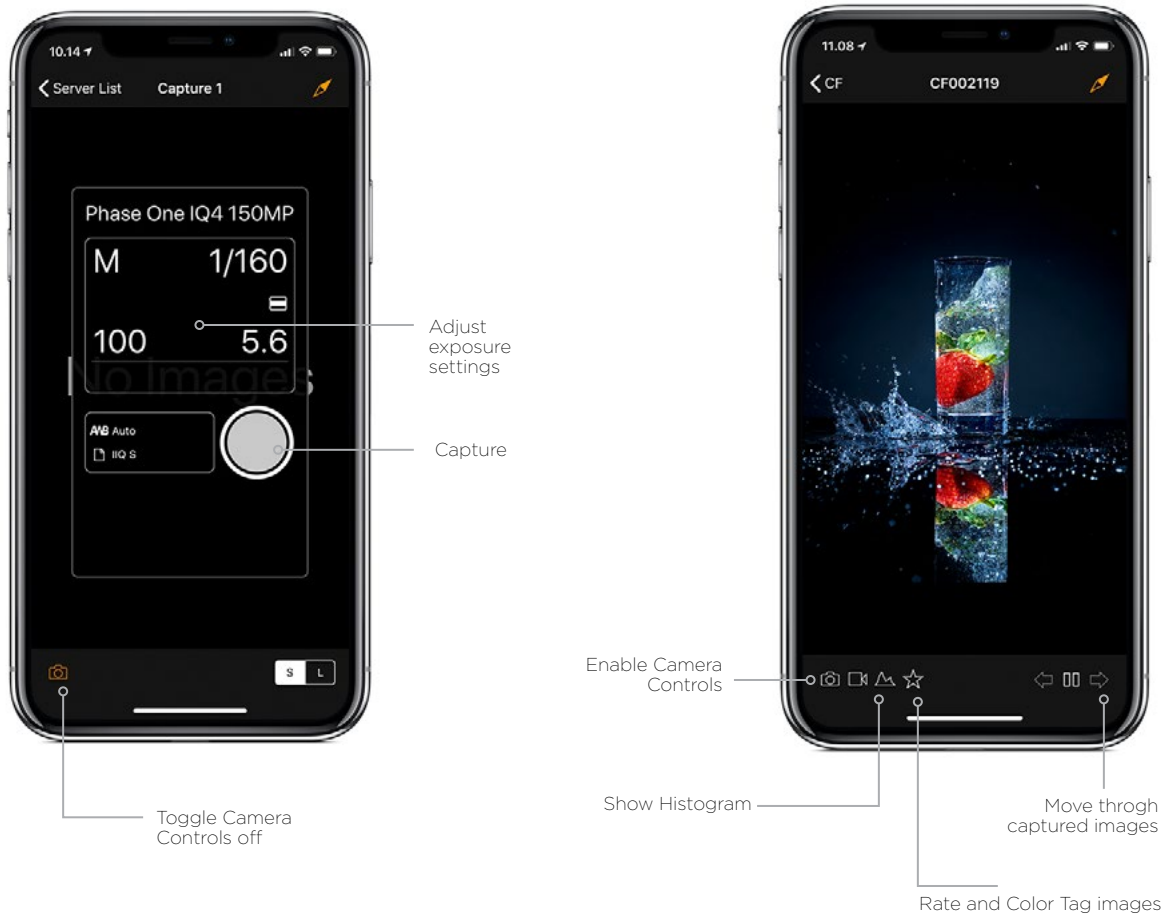 10.14
Server List
Capture 1
Phase One IQ4 150MP
M
1/160
100
5.6
No Images
AWB Auto
IIQ S
S
L
Adjust
exposure
settings
Capture
Toggle Camera
Controls off
11.08
CF
CF002119
Enable Camera
Controls
Show Histogram
Move throgh
captured images
Rate and Color Tag images